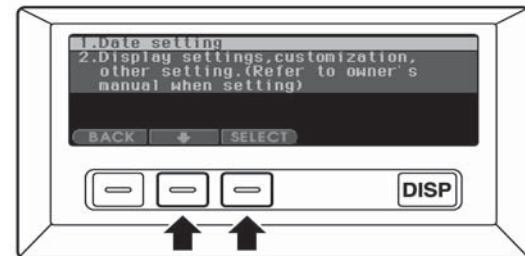 1.Date setting
2.Display settings,customization,
other setting.(Refer to owner's
manual when setting)
BACK
SELECT
DISP